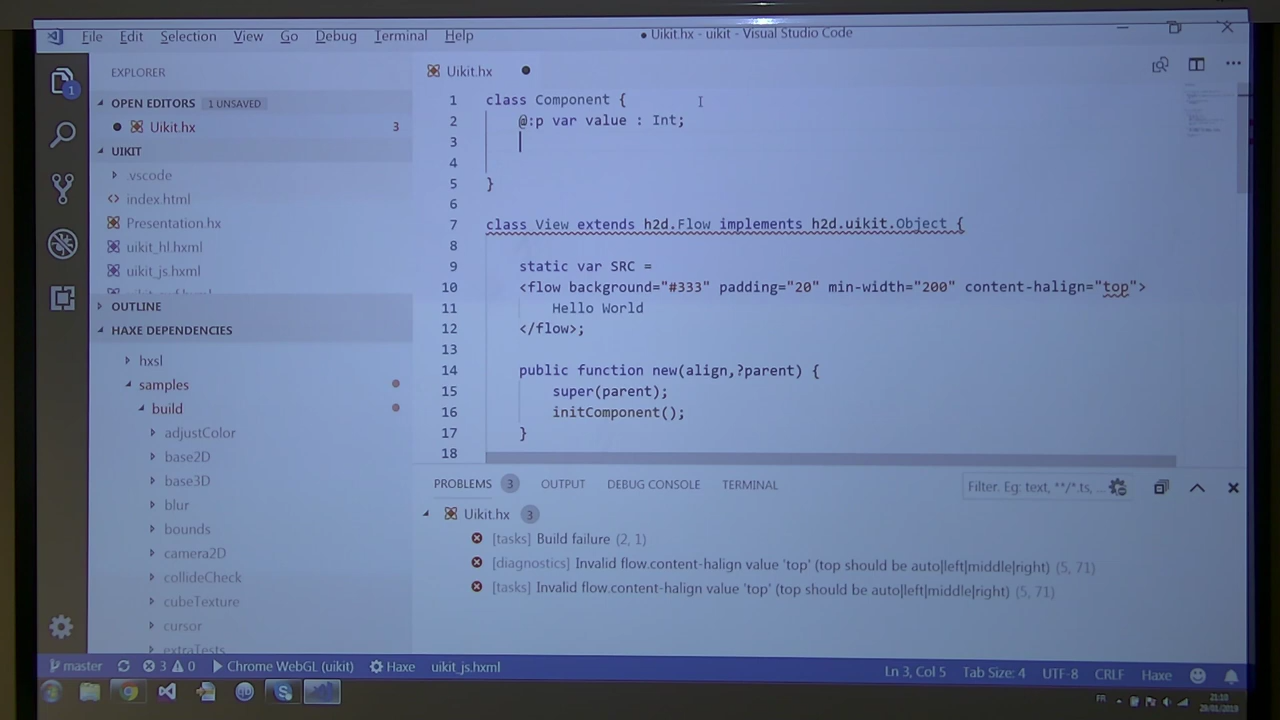 File Edit Selection View Go Debug Terminal Help
● Uikit.hx - uikit - Visual Studio Code
EXPLORER
OPEN EDITORS 1 UNSAVED
Uikit.hx 3
UIKIT
.vscode
index.html
Presentation.hx
uikit_hl.hxml
uikit_js.hxml
OUTLINE
HAXE DEPENDENCIES
hxsl
samples
build
adjustColor
base2D
base3D
blur
bounds
camera2D
collideCheck
cubeTexture
cursor
extraTests
1
Uikit.hx
1 class Component {
2 @:p var value : Int;
3
4
5 }
6
7 class View extends h2d.Flow implements h2d.uikit.Object {
8
9 static var SRC =
10 <flow background="#333" padding="20" min-width="200" content-halign="top">
11 Hello World
12 </flow>;
13
14 public function new(align,?parent) {
15 super(parent);
16 initComponent();
17 }
18
PROBLEMS 3 OUTPUT DEBUG CONSOLE TERMINAL
Filter. Eg: text, **/*.ts, ...
Uikit.hx 3
[tasks] Build failure (2, 1)
[diagnostics] Invalid flow.content-halign value 'top' (top should be auto|left|middle|right) (5, 71)
[tasks] Invalid flow.content-halign value 'top' (top should be auto|left|middle|right) (5, 71)
master 3 0 Chrome WebGL (uikit) Haxe uikit_js.hxml
Ln 3, Col 5 Tab Size: 4 UTF-8 CRLF Haxe
FR
21:10
29/01/2019